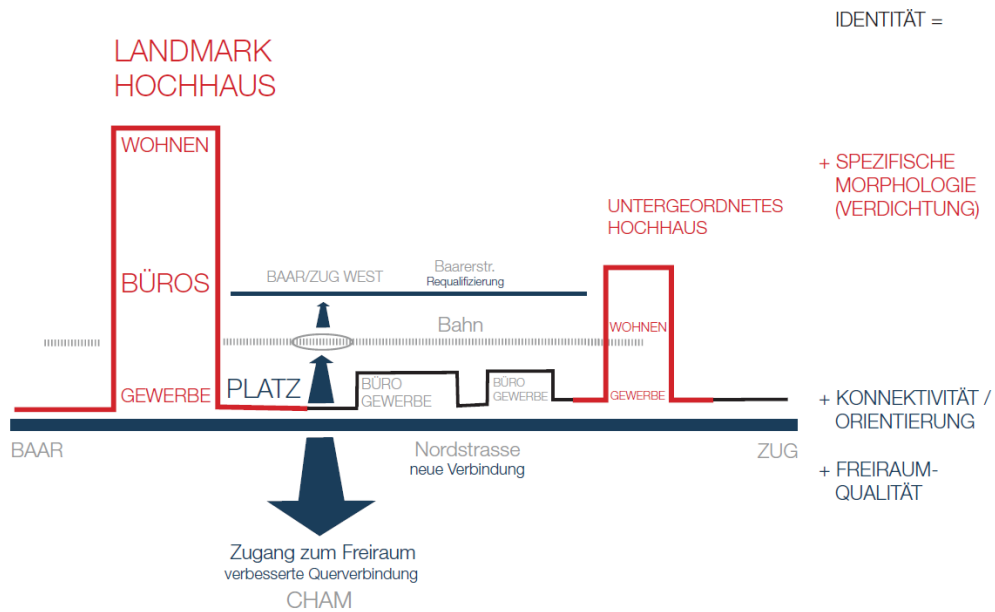 IDENTITÄT =
LANDMARK
HOCHHAUS
WOHNEN
+ SPEZIFISCHE
MORPHOLOGIE
(VERDICHTUNG)
UNTERGEORDNETES
HOCHHAUS
BÜROS
BAAR/ZUG WEST
Baarerstr.
Requalifizierung
Bahn
WOHNEN
GEWERBE
PLATZ
BÜRO
GEWERBE
BÜRO
GEWERBE
GEWERBE
+ KONNEKTIVITÄT /
ORIENTIERUNG
BAAR
Nordstrasse
neue Verbindung
ZUG
+ FREIRAUM-
QUALITÄT
Zugang zum Freiraum
verbesserte Querverbindung
CHAM